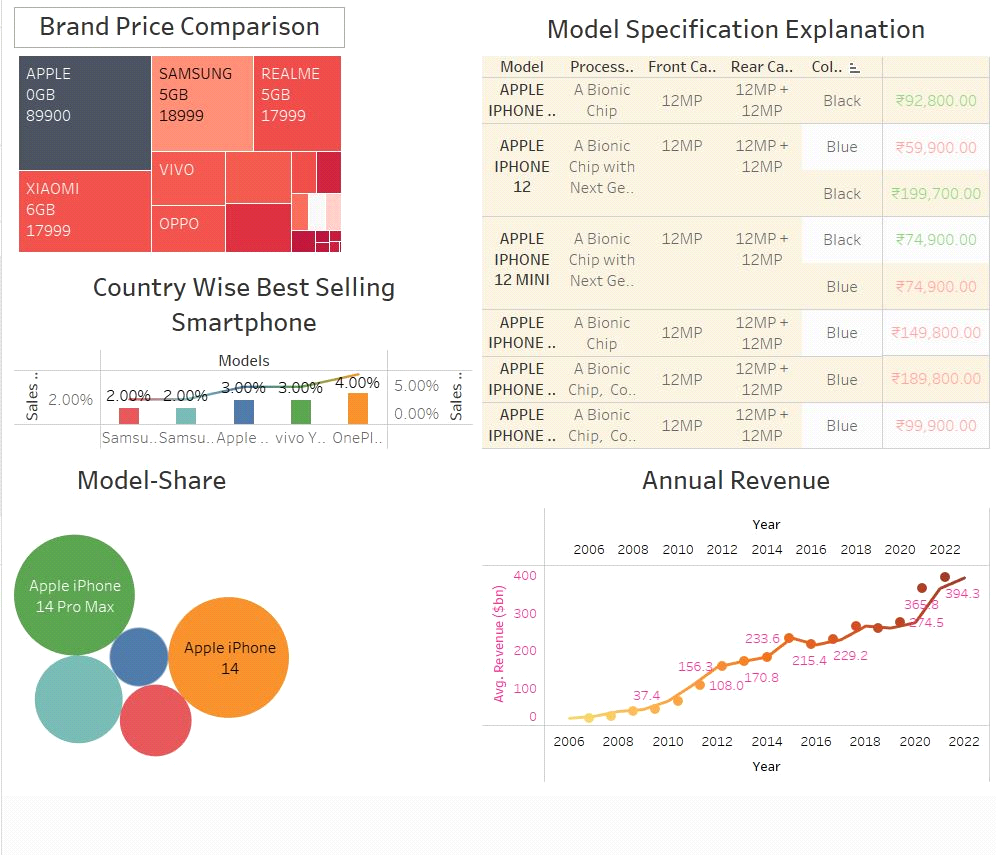 Brand Price Comparison
APPLE
0GB
89900
SAMSUNG
5GB
18999
REALME
5GB
17999
XIAOMI
6GB
17999
VIVO
OPPO
Country Wise Best Selling
Smartphone
Models
Sales ..
2.00%
2.00% 2.00% 3.00% 3.00% 4.00%
5.00%
0.00%
Sales ..
Samsu.. Samsu.. Apple .. vivo Y.. OnePl..
Model-Share
Apple iPhone
14 Pro Max
Apple iPhone
14
Model Specification Explanation
Model Process.. Front Ca.. Rear Ca.. Col..
APPLE
IPHONE ..
A Bionic
Chip
12MP
12MP +
12MP
Black
₹92,800.00
APPLE
IPHONE
12
A Bionic
Chip with
Next Ge..
12MP
12MP +
12MP
Blue
₹59,900.00
Black
₹199,700.00
APPLE
IPHONE
12 MINI
A Bionic
Chip with
Next Ge..
12MP
12MP +
12MP
Black
₹74,900.00
Blue
₹74,900.00
APPLE
IPHONE ..
A Bionic
Chip
12MP
12MP +
12MP
Blue
₹149,800.00
APPLE
IPHONE ..
A Bionic
Chip, Co..
12MP
12MP +
12MP
Blue
₹189,800.00
APPLE
IPHONE ..
A Bionic
Chip, Co..
12MP
12MP +
12MP
Blue
₹99,900.00
Annual Revenue
Year
2006 2008 2010 2012 2014 2016 2018 2020 2022
Avg. Revenue ($bn)
400
300
200
100
0
37.4
156.3
108.0
170.8
233.6
215.4
229.2
365.8
274.5
394.3
2006 2008 2010 2012 2014 2016 2018 2020 2022
Year